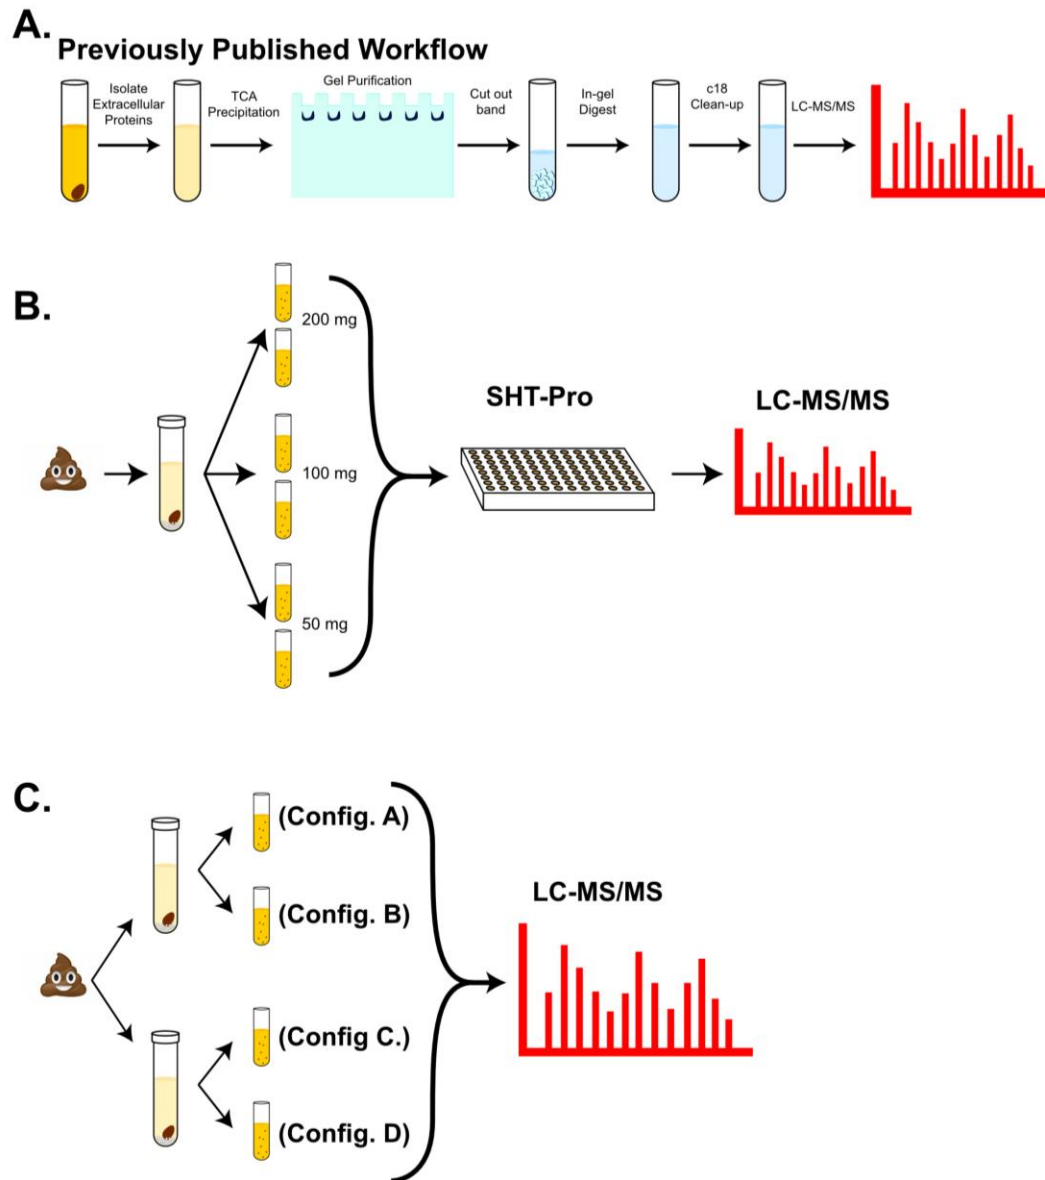 A.
Previously Published Workflow
Isolate
Extracellular
Proteins
TCA
Precipitation
Gel Purification
Cut out
band
In-gel
Digest
c18
Clean-up
LC-MS/MS
B.
200 mg
100 mg
50 mg
SHT-Pro
LC-MS/MS
C.
(Config. A)
(Config. B)
(Config C.)
(Config. D)
LC-MS/MS